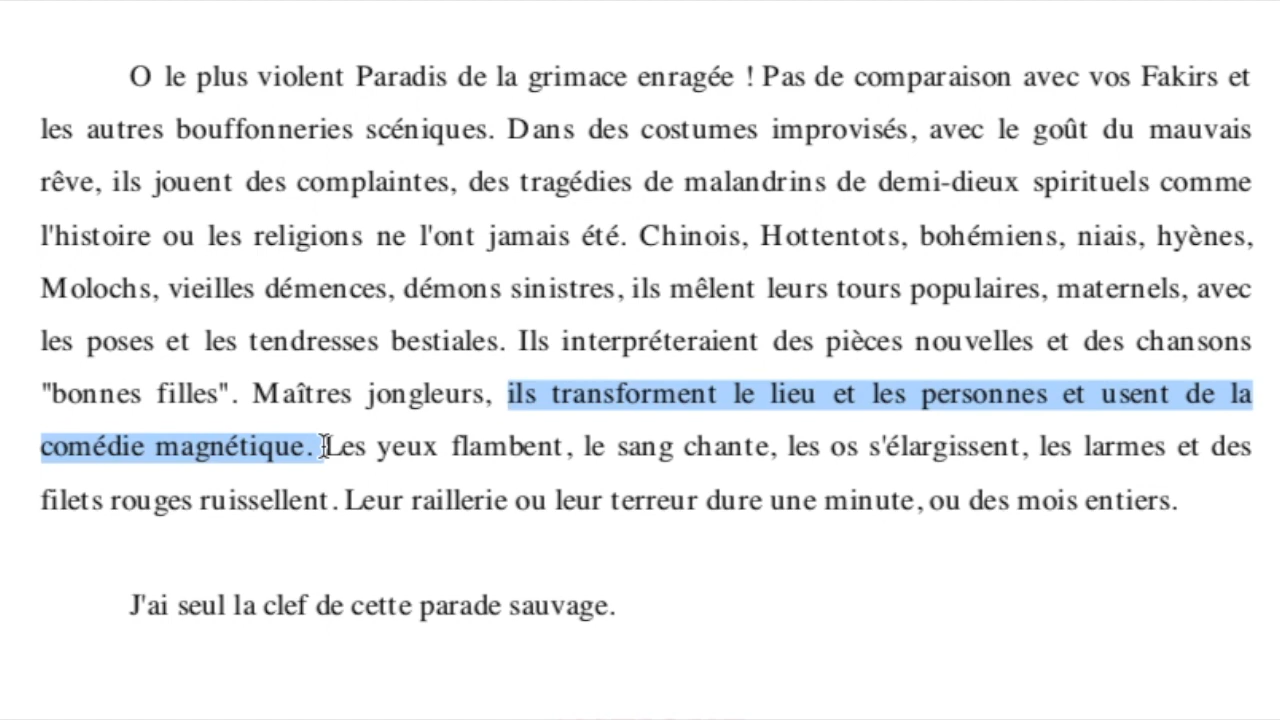 O le plus violent Paradis de la grimace enragée ! Pas de comparaison avec vos Fakirs et
les autres bouffonneries scéniques. Dans des costumes improvisés, avec le goût du mauvais
rêve, ils jouent des complaintes, des tragédies de malandrins de demi-dieux spirituels comme
l'histoire ou les religions ne l'ont jamais été. Chinois, Hottentots, bohémiens, niais, hyènes,
Molochs, vieilles démences, démons sinistres, ils mêlent leurs tours populaires, maternels, avec
les poses et les tendresses bestiales. Ils interpréteraient des pièces nouvelles et des chansons
"bonnes filles". Maîtres jongleurs, ils transforment le lieu et les personnes et usent de la
comédie magnétique. Les yeux flambent, le sang chante, les os s'élargissent, les larmes et des
filets rouges ruissellent. Leur raillerie ou leur terreur dure une minute, ou des mois entiers.
J'ai seul la clef de cette parade sauvage.